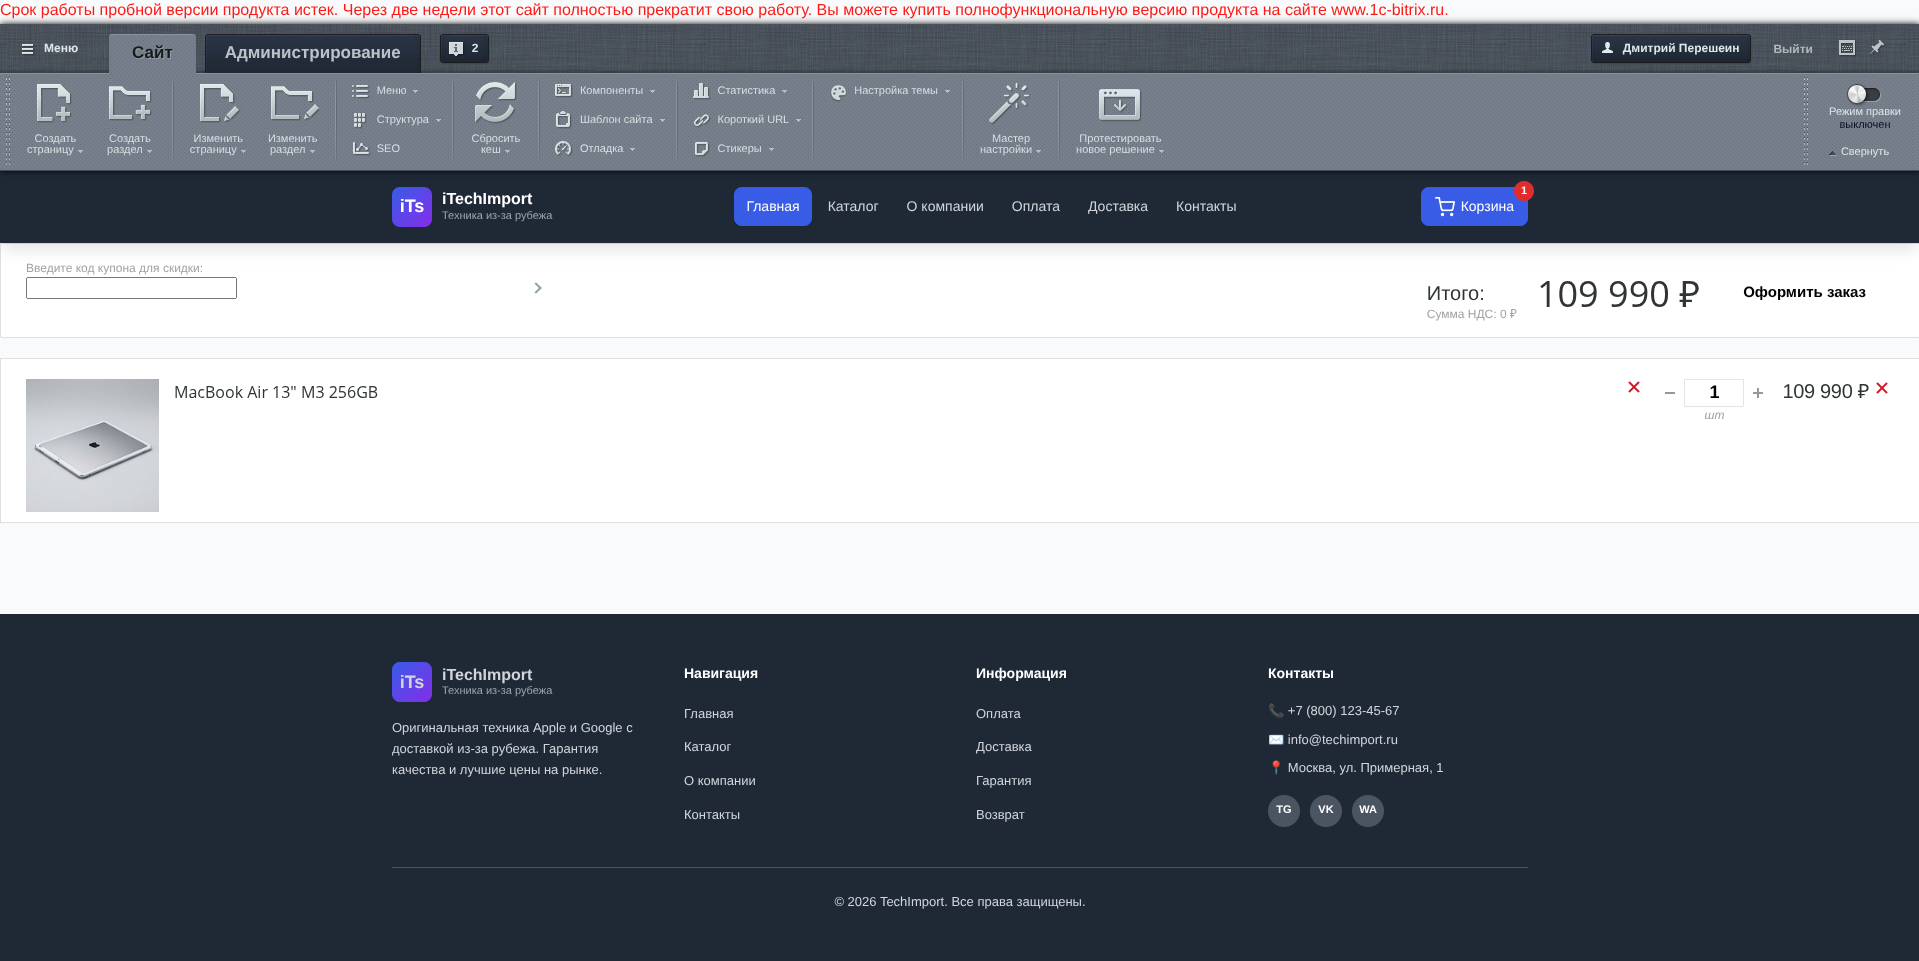 Срок работы пробной версии продукта истек. Через две недели этот сайт полностью прекратит свою работу. Вы можете купить полнофункциональную версию продукта на сайте www.1c-bitrix.ru.
Меню
Сайт
Администрирование
2
Дмитрий Перешеин
Выйти
Создать
страницу
Создать
раздел
Изменить
страницу
Изменить
раздел
Меню
Структура
SEO
Сбросить
кеш
Компоненты
Шаблон сайта
Отладка
Статистика
Короткий URL
Стикеры
Настройка темы
Мастер
настройки
Протестировать
новое решение
Режим правки
выключен
Свернуть
iTs
iTechImport
Техника из-за рубежа
Главная
Каталог
О компании
Оплата
Доставка
Контакты
Корзина
1
Введите код купона для скидки:
Итого:
Сумма НДС: 0 ₽
109 990 ₽
Оформить заказ
MacBook Air 13" M3 256GB
1
шт
109 990 ₽
iTs
iTechImport
Техника из-за рубежа
Оригинальная техника Apple и Google с
доставкой из-за рубежа. Гарантия
качества и лучшие цены на рынке.
Навигация
Главная
Каталог
О компании
Контакты
Информация
Оплата
Доставка
Гарантия
Возврат
Контакты
📞 +7 (800) 123-45-67
✉️ info@techimport.ru
📍 Москва, ул. Примерная, 1
TG
VK
WA
© 2026 TechImport. Все права защищены.